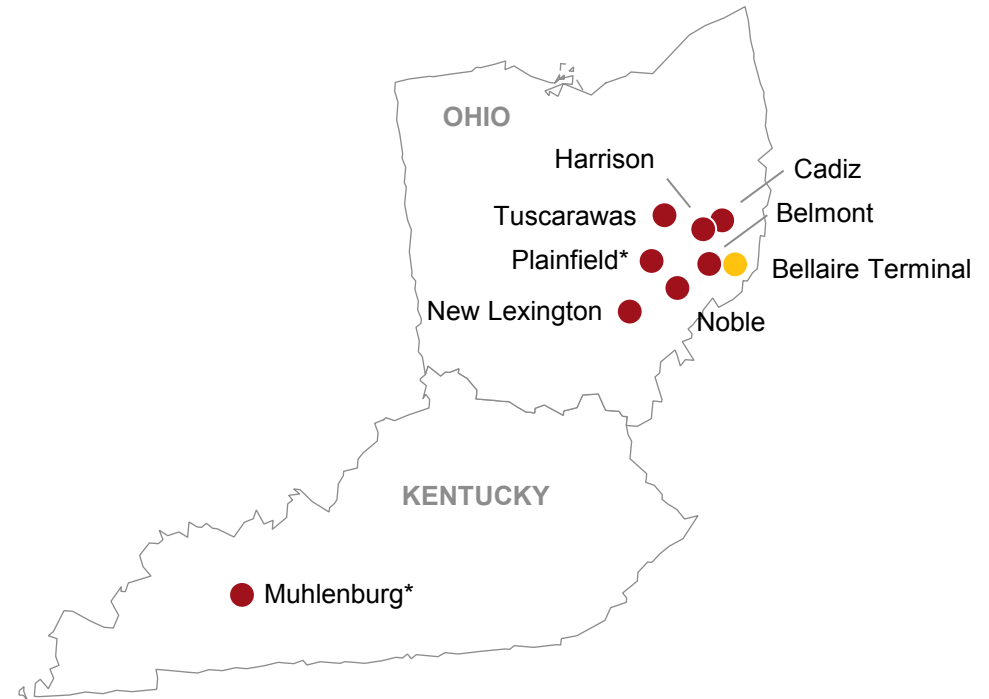 OHIO
Harrison
Cadiz
Tuscarawas
Belmont
Plainfield*
Bellaire Terminal
New Lexington
Noble
KENTUCKY
Muhlenburg*